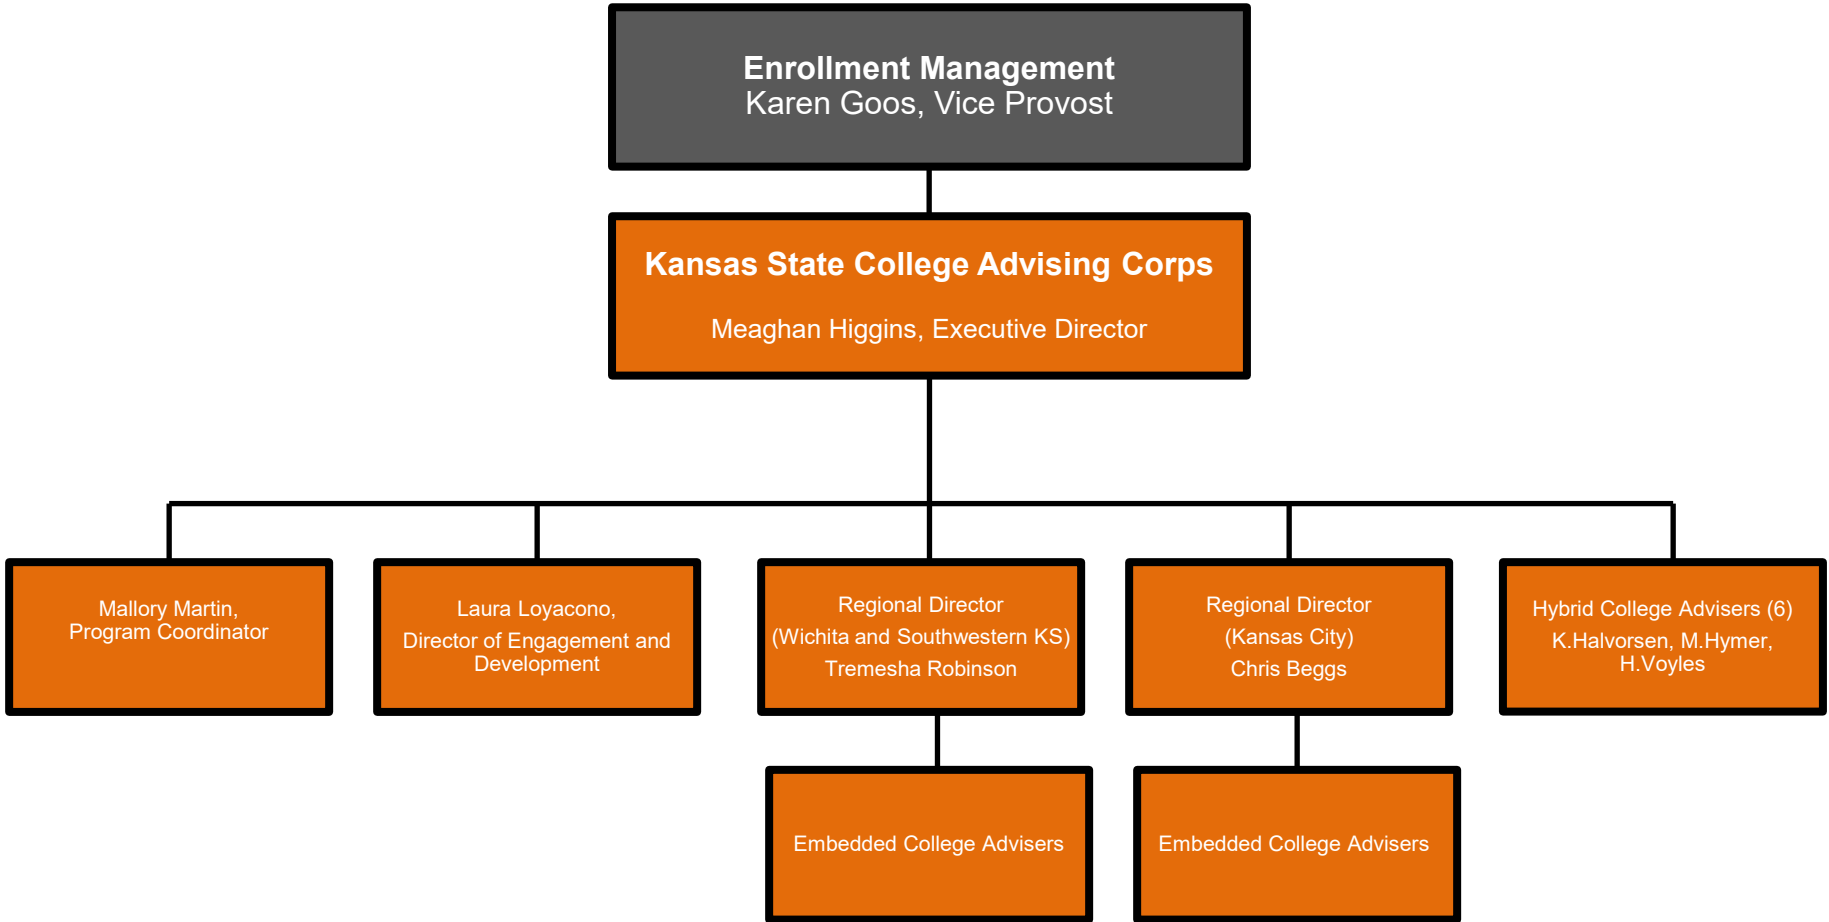 Enrollment Management
Karen Goos, Vice Provost
Kansas State College Advising Corps
Meaghan Higgins, Executive Director
Mallory Martin,
Program Coordinator
Laura Loyacono,
Director of Engagement and
Development
Regional Director
(Wichita and Southwestern KS)
Tremesha Robinson
Regional Director
(Kansas City)
Chris Beggs
Hybrid College Advisers (6)
K.Halvorsen, M.Hymer,
H.Voyles
Embedded College Advisers
Embedded College Advisers